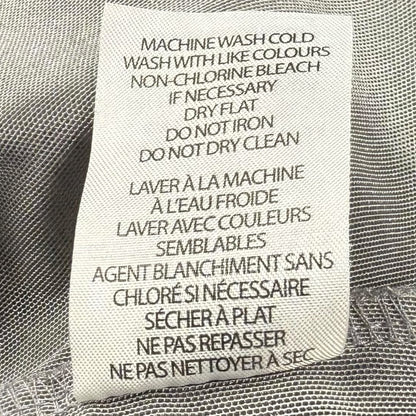 MACHINE WASH COLD
WASH WITH LIKE COLOURS
NON-CHLORINE BLEACH
IF NECESSARY
DRY FLAT
DO NOT IRON
DO NOT DRY CLEAN
LAVER À LA MACHINE
À L'EAU FROIDE
LAVER AVEC COULEURS
SEMBLABLES
AGENT BLANCHIMENT SANS
CHLORÉ SI NÉCESSAIRE
SÉCHER À PLAT
NE PAS REPASSER
NE PAS NETTOYER À SEC